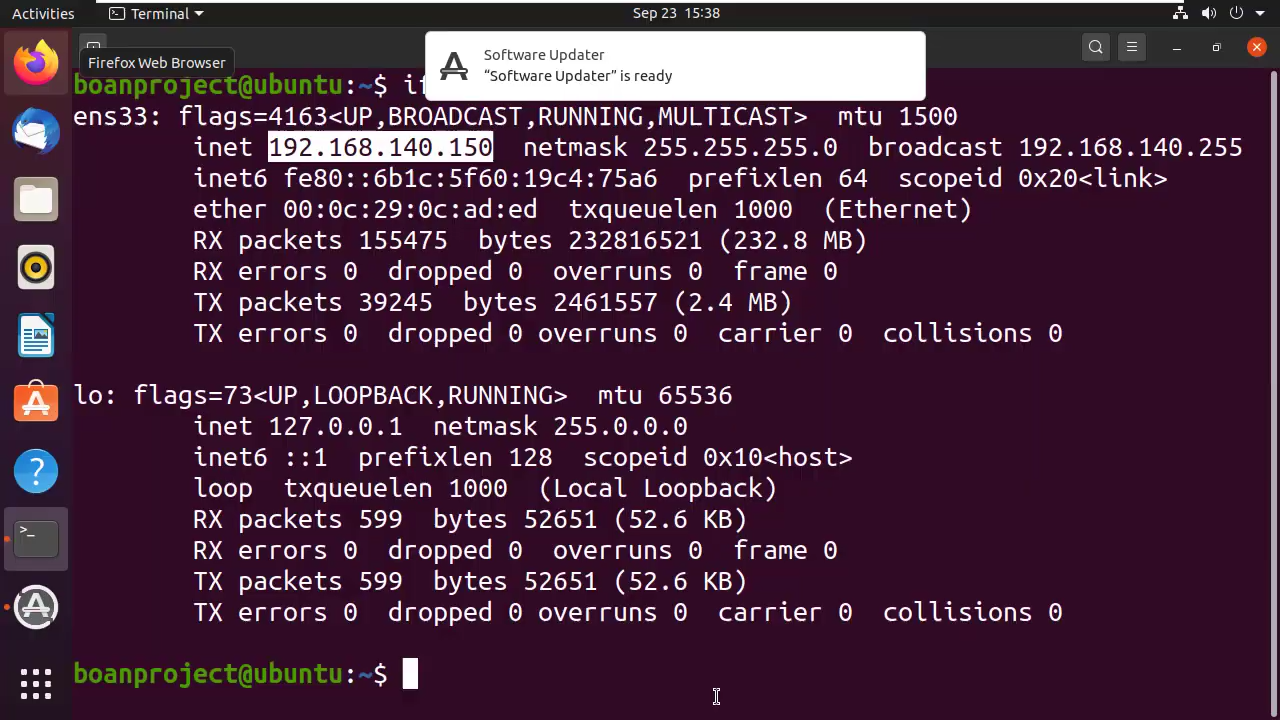 Activities Terminal Sep 23 15:38
Software Updater
“Software Updater” is ready
Firefox Web Browser
boanproject@ubuntu:~$ if
ens33: flags=4163<UP,BROADCAST,RUNNING,MULTICAST> mtu 1500
inet 192.168.140.150 netmask 255.255.255.0 broadcast 192.168.140.255
inet6 fe80::6b1c:5f60:19c4:75a6 prefixlen 64 scopeid 0x20<link>
ether 00:0c:29:0c:ad:ed txqueuelen 1000 (Ethernet)
RX packets 155475 bytes 232816521 (232.8 MB)
RX errors 0 dropped 0 overruns 0 frame 0
TX packets 39245 bytes 2461557 (2.4 MB)
TX errors 0 dropped 0 overruns 0 carrier 0 collisions 0
lo: flags=73<UP,LOOPBACK,RUNNING> mtu 65536
inet 127.0.0.1 netmask 255.0.0.0
inet6 ::1 prefixlen 128 scopeid 0x10<host>
loop txqueuelen 1000 (Local Loopback)
RX packets 599 bytes 52651 (52.6 KB)
RX errors 0 dropped 0 overruns 0 frame 0
TX packets 599 bytes 52651 (52.6 KB)
TX errors 0 dropped 0 overruns 0 carrier 0 collisions 0
boanproject@ubuntu:~$